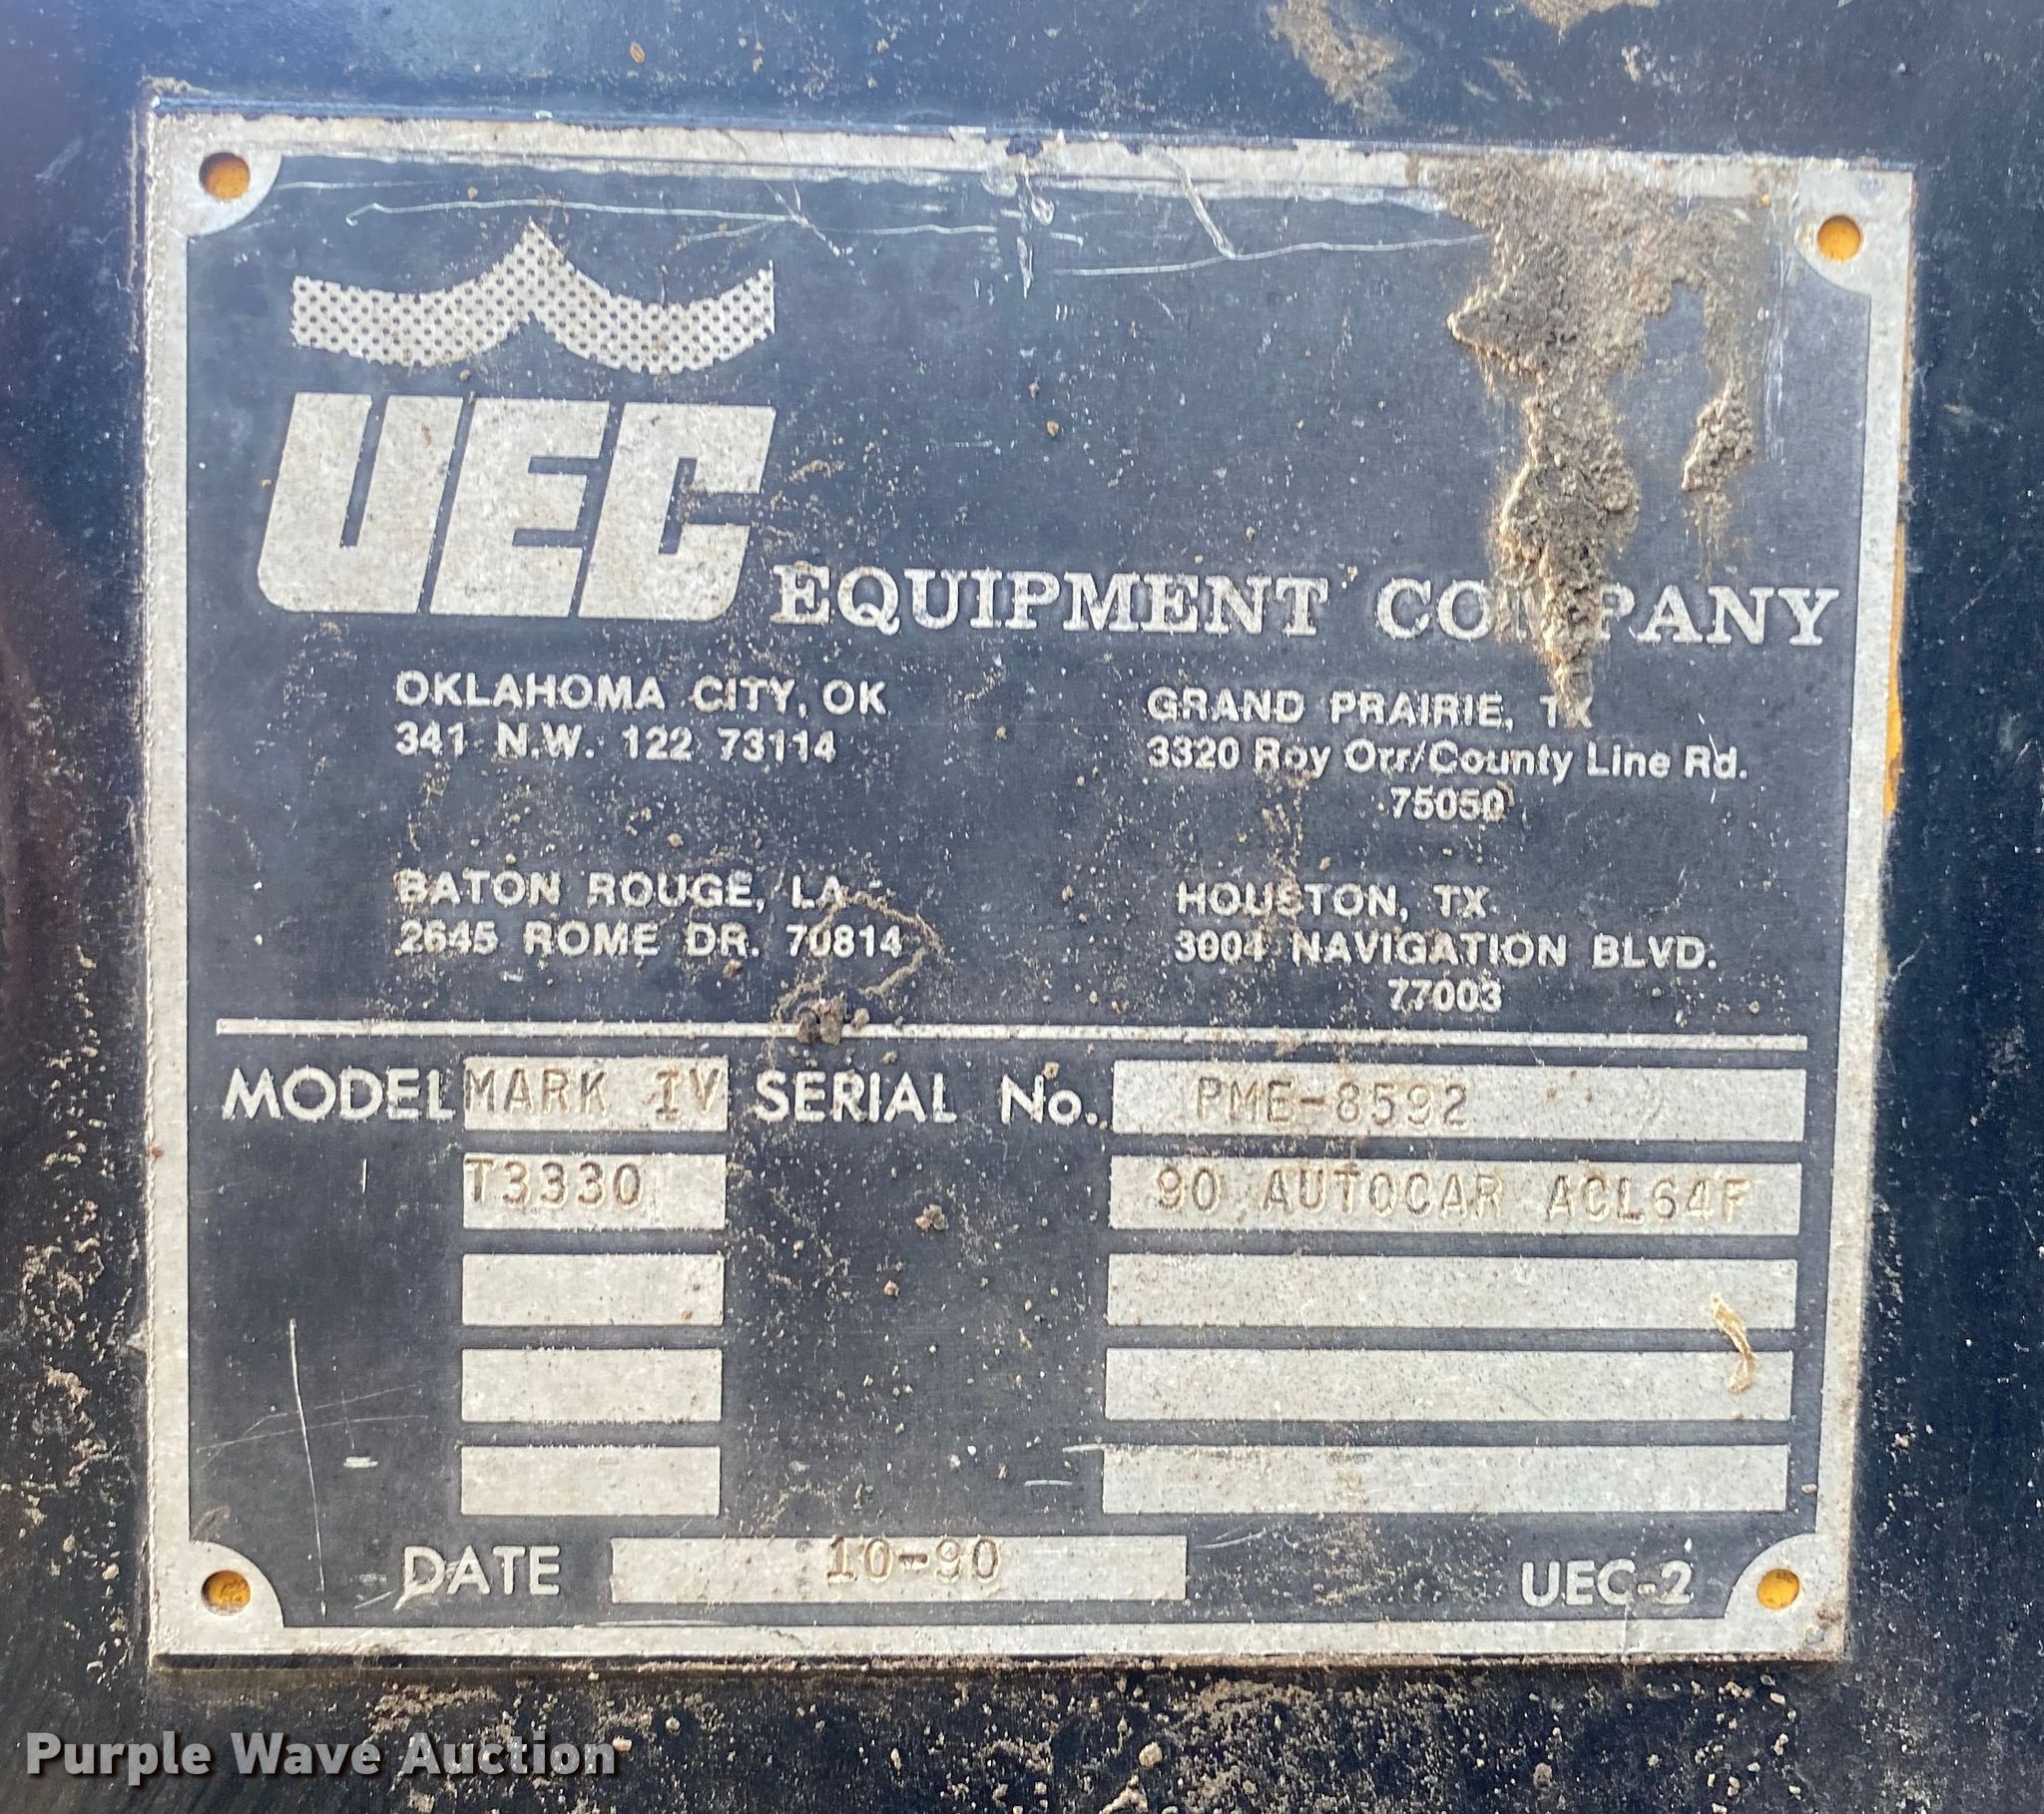 UEC EQUIPMENT COMPANY
OKLAHOMA CITY, OK
341 N.W. 122 73114
GRAND PRAIRIE, TX
3320 Roy Orr/County Line Rd.
75050
BATON ROUGE, LA
2645 ROME DR. 70814
HOUSTON, TX
3004 NAVIGATION BLVD.
77003
MODEL MARK IV SERIAL No. PME-8592
T3330 90 AUTOCAR ACL64F
DATE 10-90 UEC-2
Purple Wave Auction